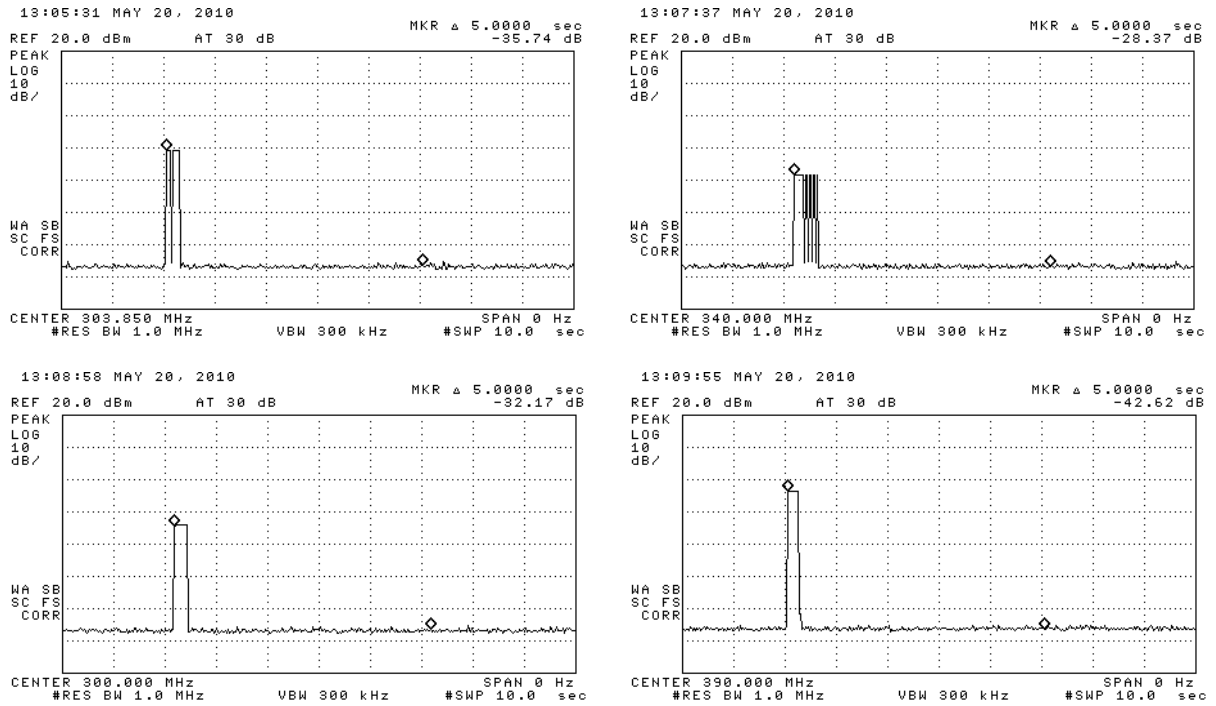 13:05:31 MAY 20, 2010
MKR Δ 5.0000 sec
REF 20.0 dBm AT 30 dB -35.74 dB
PEAK
LOG
10
dB/
WA SB
SC FS
CORR
CENTER 303.850 MHz SPAN 0 Hz
#RES BW 1.0 MHz VBW 300 kHz #SWP 10.0 sec
13:07:37 MAY 20, 2010
MKR Δ 5.0000 sec
REF 20.0 dBm AT 30 dB -28.37 dB
PEAK
LOG
10
dB/
WA SB
SC FS
CORR
CENTER 340.000 MHz SPAN 0 Hz
#RES BW 1.0 MHz VBW 300 kHz #SWP 10.0 sec
13:08:58 MAY 20, 2010
MKR Δ 5.0000 sec
REF 20.0 dBm AT 30 dB -32.17 dB
PEAK
LOG
10
dB/
WA SB
SC FS
CORR
CENTER 300.000 MHz SPAN 0 Hz
#RES BW 1.0 MHz VBW 300 kHz #SWP 10.0 sec
13:09:55 MAY 20, 2010
MKR Δ 5.0000 sec
REF 20.0 dBm AT 30 dB -42.62 dB
PEAK
LOG
10
dB/
WA SB
SC FS
CORR
CENTER 390.000 MHz SPAN 0 Hz
#RES BW 1.0 MHz VBW 300 kHz #SWP 10.0 sec